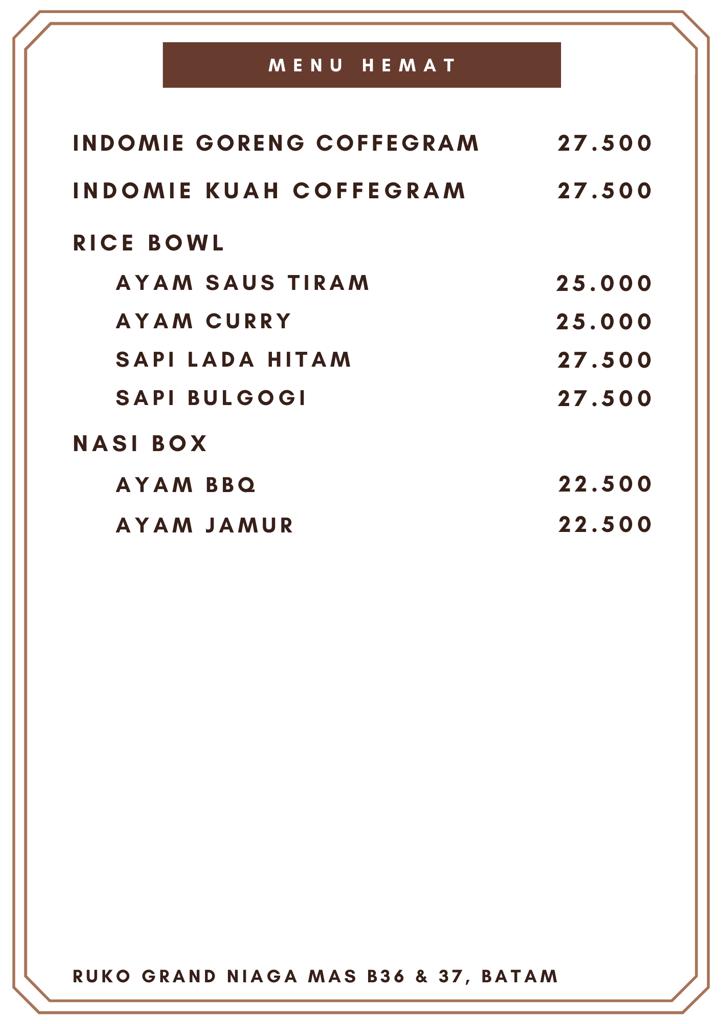 MENU HEMAT
INDOMIE GORENG COFFEGRAM 27.500
INDOMIE KUAH COFFEGRAM 27.500
RICE BOWL
AYAM SAUS TIRAM 25.000
AYAM CURRY 25.000
SAPI LADA HITAM 27.500
SAPI BULGOGI 27.500
NASI BOX
AYAM BBQ 22.500
AYAM JAMUR 22.500
RUKO GRAND NIAGA MAS B36 & 37, BATAM